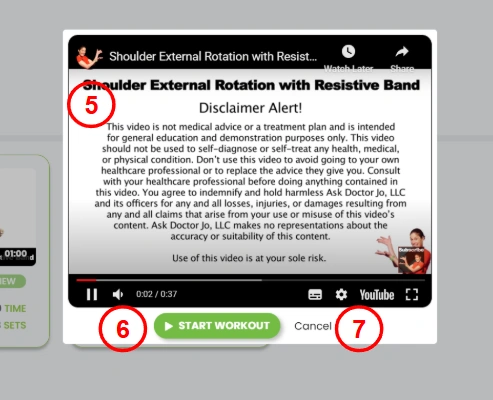 Shoulder External Rotation with Resist...
Watch Later
Share
Shoulder External Rotation with Resistive Band
5
Disclaimer Alert!
This video is not medical advice or a treatment plan and is intended
for general education and demonstration purposes only. This video
should not be used to self-diagnose or self-treat any health, medical,
or physical condition. Don't use this video to avoid going to your own
healthcare professional or to replace the advice they give you. Consult
with your healthcare professional before doing anything contained in
this video. You agree to indemnify and hold harmless Ask Doctor Jo, LLC
and its officers for any and all losses, injuries, or damages resulting from
any and all claims that arise from your use or misuse of this video's
content. Ask Doctor Jo, LLC makes no representations about the
accuracy or suitability of this content.
Use of this video is at your sole risk.
01:00
TIME
SETS
0:02 / 0:37
YouTube
6
START WORKOUT
Cancel
7